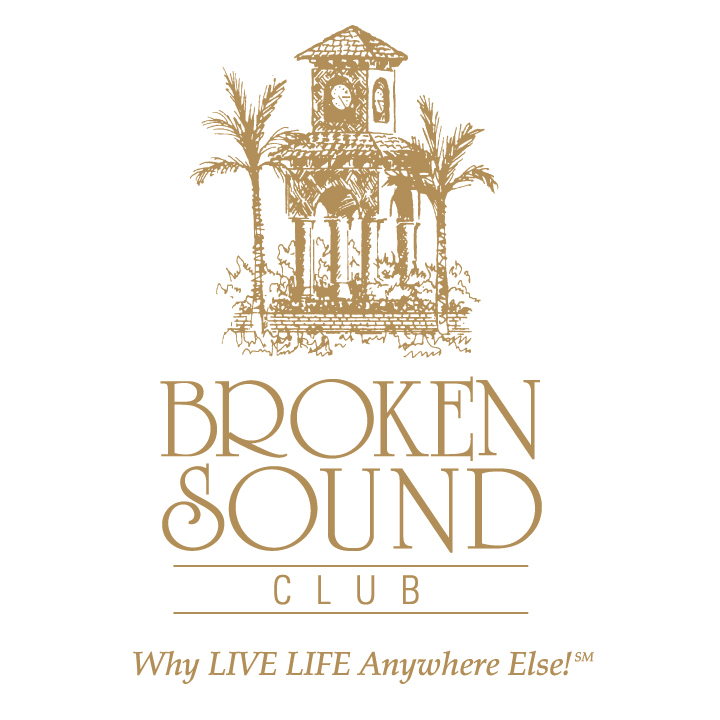 BROKEN
SOUND
CLUB
Why LIVE LIFE Anywhere Else!℠